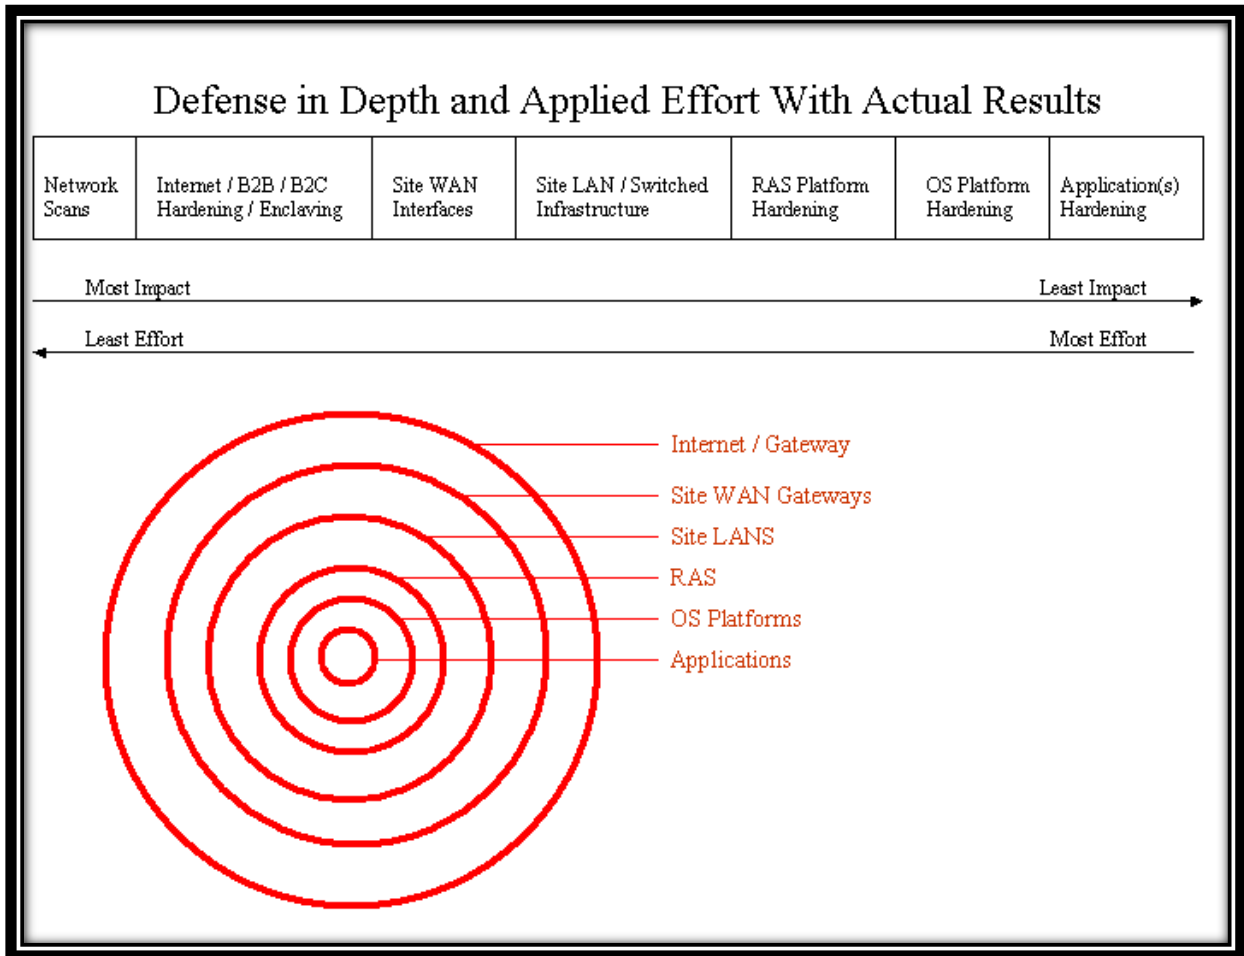 Defense in Depth and Applied Effort With Actual Results
Network
Scans
Internet / B2B / B2C
Hardening / Enclaving
Site WAN
Interfaces
Site LAN / Switched
Infrastructure
RAS Platform
Hardening
OS Platform
Hardening
Application(s)
Hardening
Most Impact
Least Impact
Least Effort
Most Effort
Internet / Gateway
Site WAN Gateways
Site LANS
RAS
OS Platforms
Applications